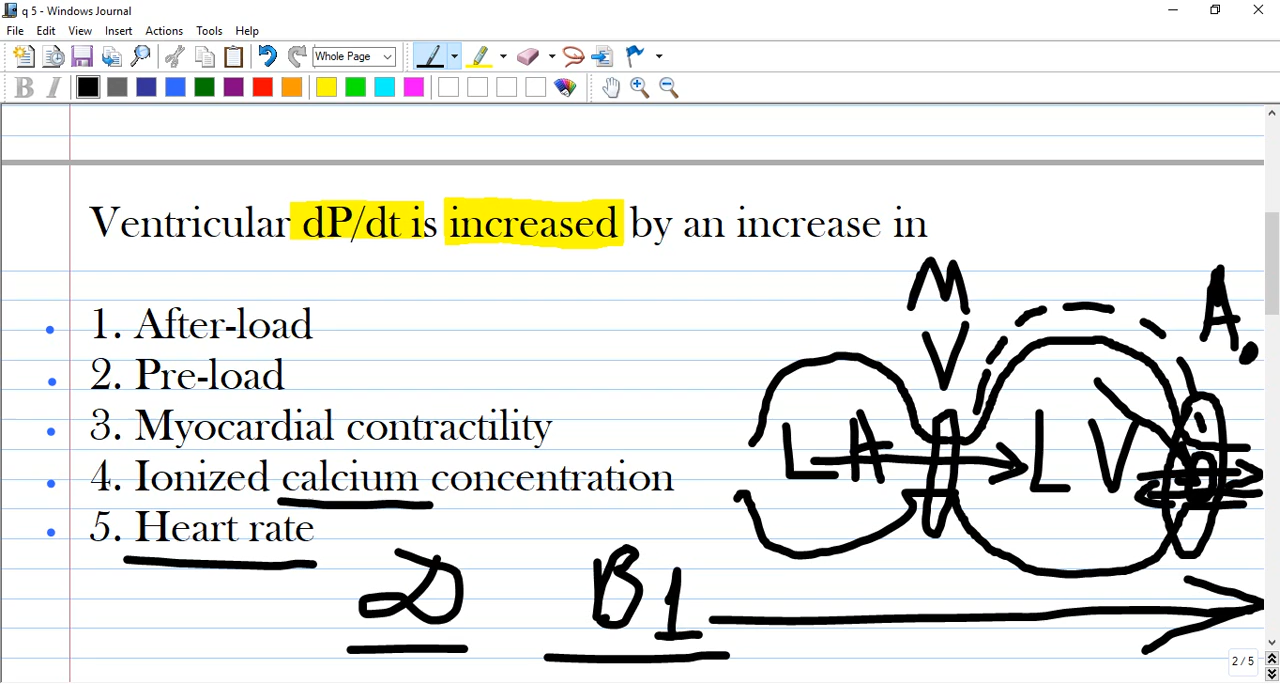 q 5 - Windows Journal
File Edit View Insert Actions Tools Help
Whole Page
B I
Ventricular dP/dt is increased by an increase in
M
V
A.
• 1. After-load
• 2. Pre-load
• 3. Myocardial contractility
LA LV
• 4. Ionized calcium concentration
• 5. Heart rate
D B1
2 / 5